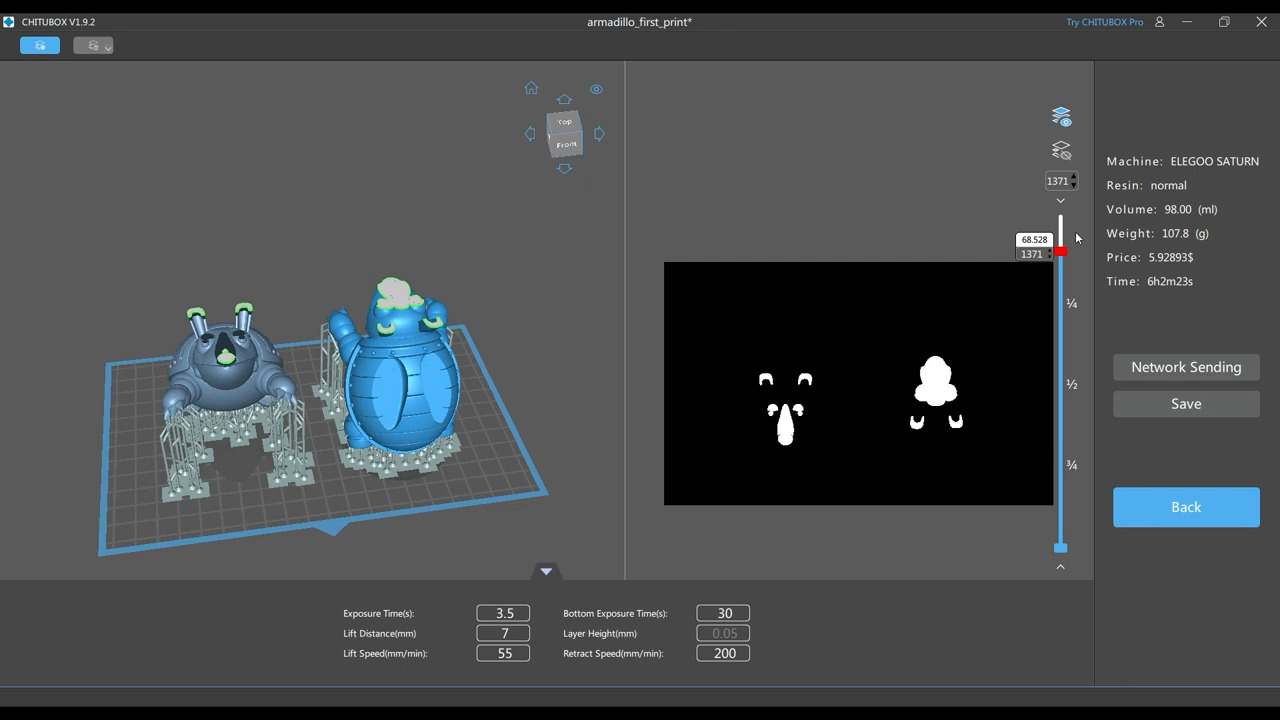 CHITUBOX V1.9.2
armadillo_first_print*
Try CHITUBOX Pro
Top
Front
1371
68.528
1371
¼
½
¾
Machine: ELEGOO SATURN
Resin: normal
Volume: 98.00 (ml)
Weight: 107.8 (g)
Price: 5.92893$
Time: 6h2m23s
Network Sending
Save
Back
Exposure Time(s): 3.5 Bottom Exposure Time(s): 30
Lift Distance(mm) 7 Layer Height(mm) 0.05
Lift Speed(mm/min): 55 Retract Speed(mm/min): 200